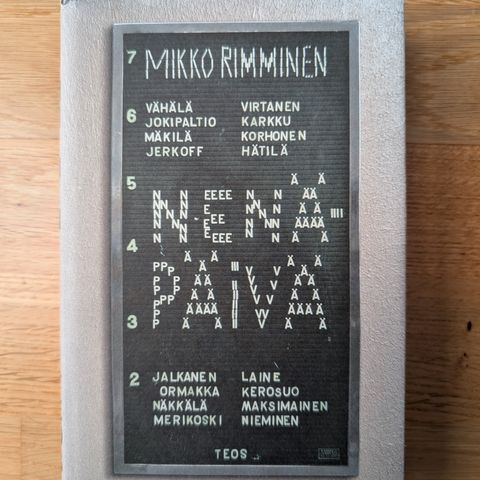 7 MIKKO RIMMINEN
6 VÄHÄLÄ VIRTANEN
JOKIPALTIO KARKKU
MÄKILÄ KORHONEN
JERKOFF HÄTILÄ
5
NENÄ-
4
PÄIVÄ
3
2 JALKANEN LAINE
ORMAKKA KEROSUO
NÄKKÄLÄ MAKSIMAINEN
MERIKOSKI NIEMINEN
TEOS